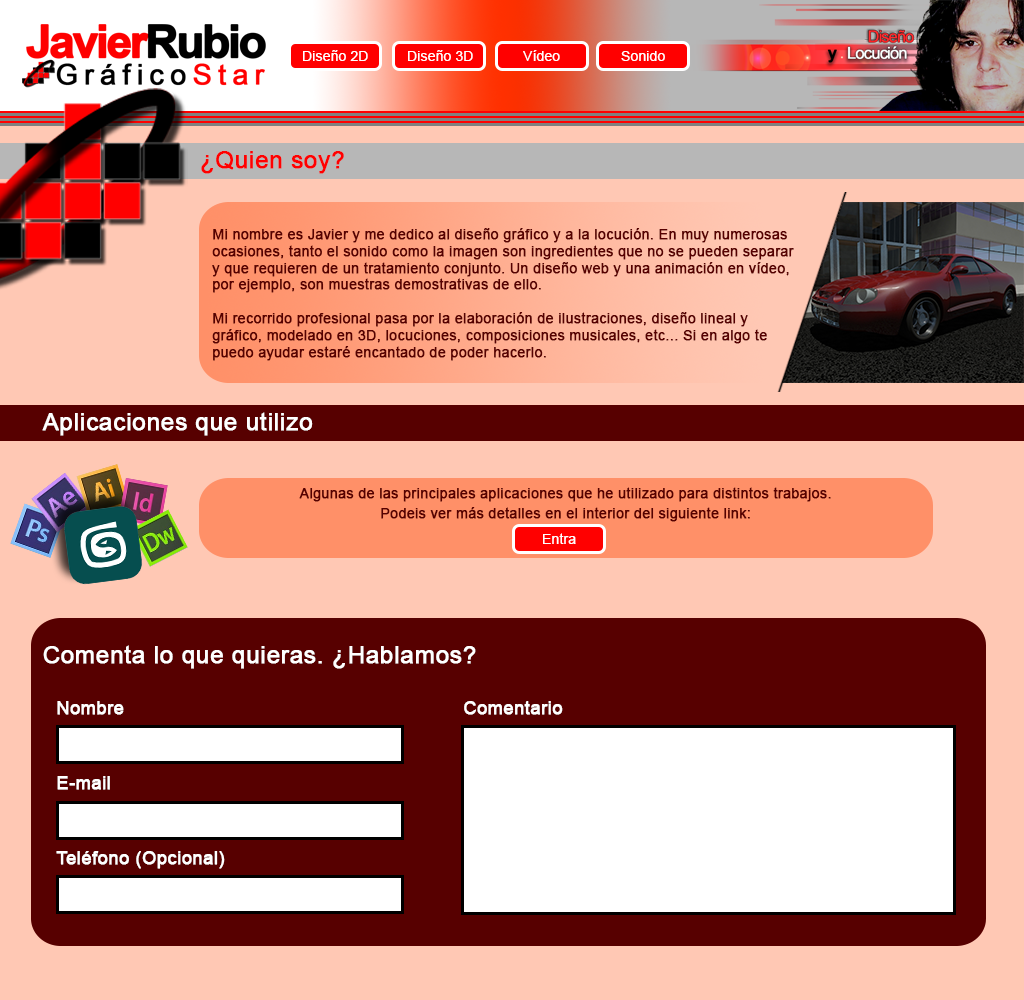 JavierRubio
GráficoStar
Diseño 2D
Diseño 3D
Vídeo
Sonido
Diseño
y . Locución
¿Quien soy?
Mi nombre es Javier y me dedico al diseño gráfico y a la locución. En muy numerosas
ocasiones, tanto el sonido como la imagen son ingredientes que no se pueden separar
y que requieren de un tratamiento conjunto. Un diseño web y una animación en vídeo,
por ejemplo, son muestras demostrativas de ello.
Mi recorrido profesional pasa por la elaboración de ilustraciones, diseño lineal y
gráfico, modelado en 3D, locuciones, composiciones musicales, etc... Si en algo te
puedo ayudar estaré encantado de poder hacerlo.
Aplicaciones que utilizo
Ps
Ae
Ai
Id
Dw
Algunas de las principales aplicaciones que he utilizado para distintos trabajos.
Podeis ver más detalles en el interior del siguiente link:
Entra
Comenta lo que quieras. ¿Hablamos?
Nombre
E-mail
Teléfono (Opcional)
Comentario